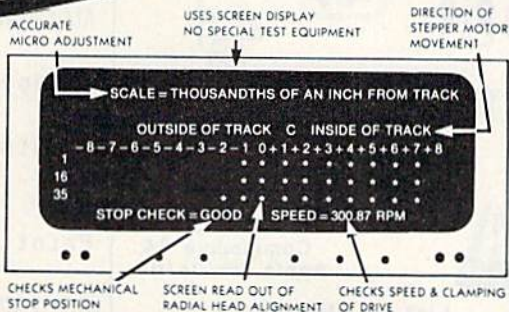 ACCURATE
MICRO ADJUSTMENT
USES SCREEN DISPLAY
NO SPECIAL TEST EQUIPMENT
DIRECTION OF
STEPPER MOTOR
MOVEMENT
SCALE = THOUSANDTHS OF AN INCH FROM TRACK
OUTSIDE OF TRACK C INSIDE OF TRACK
-8-7-6-5-4-3-2-1 0+1+2+3+4+5+6+7+8
1
16
35
STOP CHECK = GOOD SPEED = 300.87 RPM
CHECKS MECHANICAL
STOP POSITION
SCREEN READ OUT OF
RADIAL HEAD ALIGNMENT
CHECKS SPEED & CLAMPING
OF DRIVE